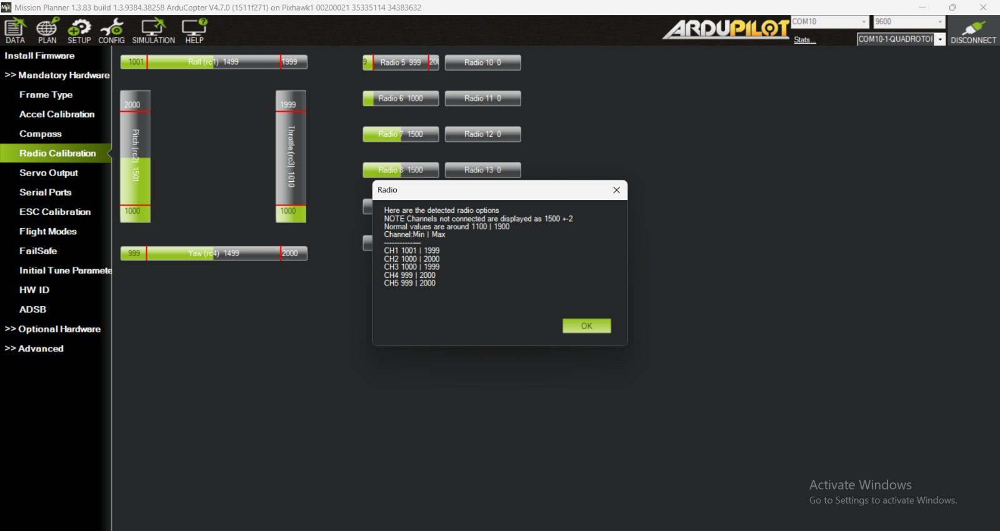 Mission Planner 1.3.83 build 1.3.9384.38258 ArduCopter V4.7.0 (1511f271) on Pixhawk1 00200021 35335114 34383632
DATA
PLAN
SETUP
CONFIG
SIMULATION
HELP
ARDUPILOT
COM10
9600
Stats...
COM10-1-QUADROTOR
DISCONNECT
Install Firmware
>> Mandatory Hardware
Frame Type
Accel Calibration
Compass
Radio Calibration
Servo Output
Serial Ports
ESC Calibration
Flight Modes
FailSafe
Initial Tune Paramete
HW ID
ADSB
>> Optional Hardware
>> Advanced
1001 Roll (rc1) 1499 1999
2000
Pitch (rc2) 1501
1000
1999
Throttle (rc3) 1010
1000
999 Yaw (rc4) 1499 2000
9 Radio 5 999 200
Radio 10 0
Radio 6 1000
Radio 11 0
Radio 7 1500
Radio 12 0
Radio 8 1500
Radio 13 0
Radio
Here are the detected radio options
NOTE Channels not connected are displayed as 1500 +-2
Normal values are around 1100 | 1900
Channel:Min | Max
---------------
CH1 1001 | 1999
CH2 1000 | 2000
CH3 1000 | 1999
CH4 999 | 2000
CH5 999 | 2000
OK
Activate Windows
Go to Settings to activate Windows.